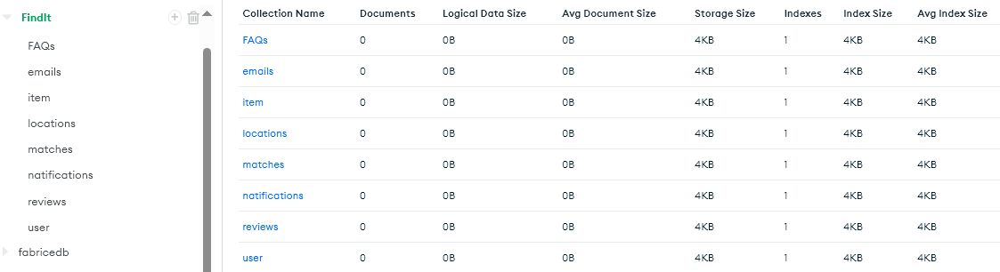 FindIt
FAQs
emails
item
locations
matches
natifications
reviews
user
fabricedb
Collection Name Documents Logical Data Size Avg Document Size Storage Size Indexes Index Size Avg Index Size
FAQs 0 0B 0B 4KB 1 4KB 4KB
emails 0 0B 0B 4KB 1 4KB 4KB
item 0 0B 0B 4KB 1 4KB 4KB
locations 0 0B 0B 4KB 1 4KB 4KB
matches 0 0B 0B 4KB 1 4KB 4KB
natifications 0 0B 0B 4KB 1 4KB 4KB
reviews 0 0B 0B 4KB 1 4KB 4KB
user 0 0B 0B 4KB 1 4KB 4KB